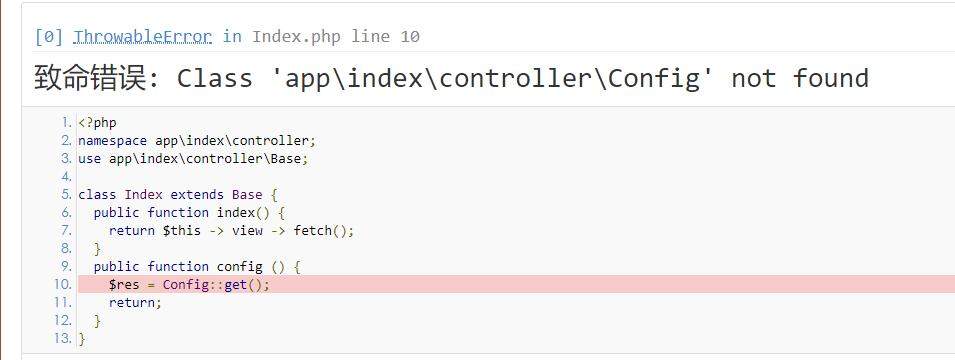 [0] ThrowableError in Index.php line 10
致命错误: Class 'app\index\controller\Config' not found
1. <?php
2. namespace app\index\controller;
3. use app\index\controller\Base;
4.
5. class Index extends Base {
6. public function index() {
7. return $this -> view -> fetch();
8. }
9. public function config () {
10. $res = Config::get();
11. return;
12. }
13. }